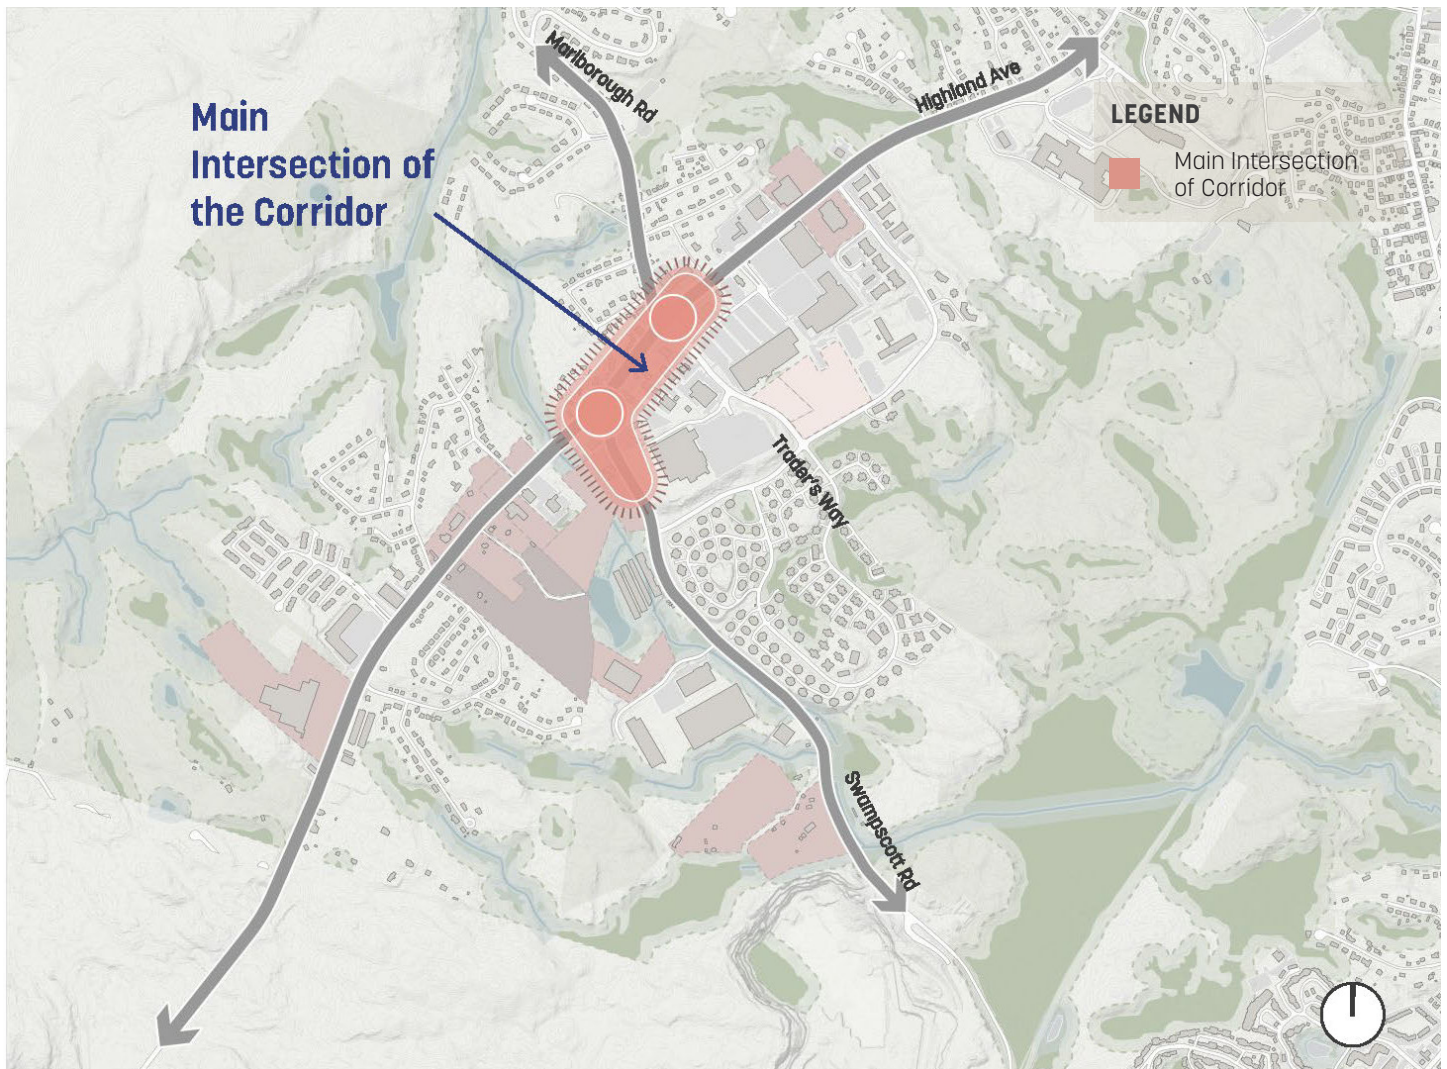 Marlborough Rd
Highland Ave
Main
Intersection of
the Corridor
LEGEND
Main Intersection
of Corridor
Trader's Way
Swampscott Rd